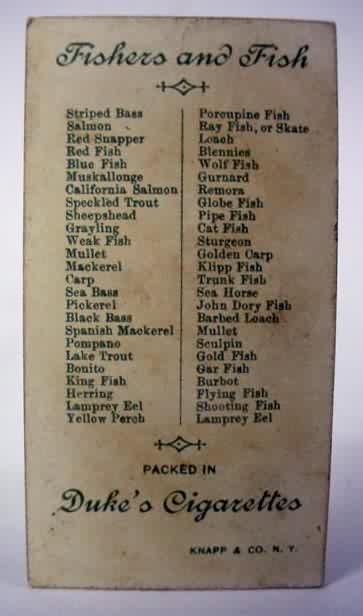 Fishers and Fish
Striped Bass
Salmon
Red Snapper
Red Fish
Blue Fish
Muskallonge
California Salmon
Speckled Trout
Sheepshead
Grayling
Weak Fish
Mullet
Mackerel
Carp
Sea Bass
Pickerel
Black Bass
Spanish Mackerel
Pompano
Lake Trout
Bonito
King Fish
Herring
Lamprey Eel
Yellow Perch
Porcupine Fish
Ray Fish, or Skate
Loach
Blennies
Wolf Fish
Gurnard
Remora
Globe Fish
Pipe Fish
Cat Fish
Sturgeon
Golden Carp
Klipp Fish
Trunk Fish
Sea Horse
John Dory Fish
Barbed Loach
Mullet
Sculpin
Gold Fish
Gar Fish
Burbot
Flying Fish
Shooting Fish
Lamprey Eel
PACKED IN
Duke's Cigarettes
KNAPP & CO. N. Y.